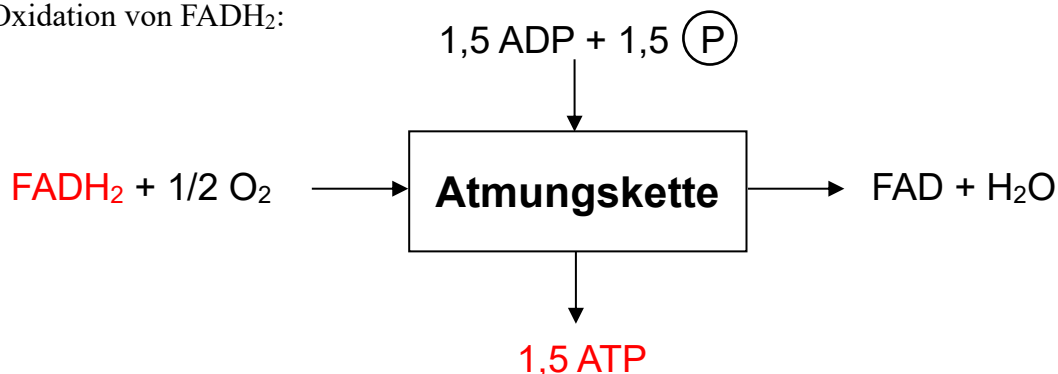 Oxidation von FADH₂:
1,5 ADP + 1,5 P
FADH₂ + 1/2 O₂
Atmungskette
FAD + H₂O
1,5 ATP